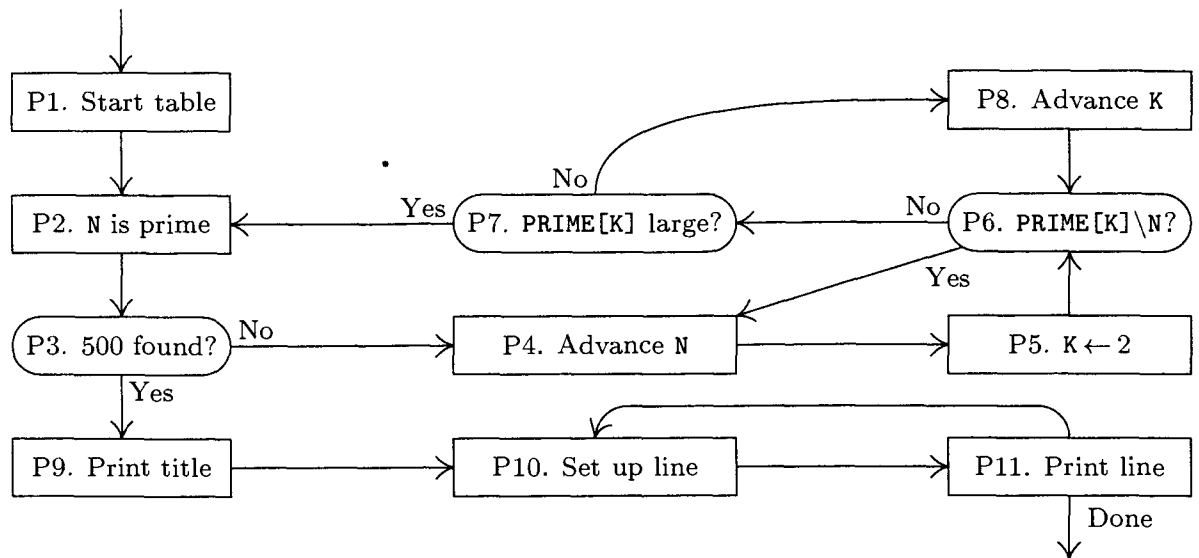 P1. Start table
P8. Advance K
No
P2. N is prime
Yes
P7. PRIME[K] large?
No
P6. PRIME[K]\N?
Yes
P3. 500 found?
No
P4. Advance N
P5. K ← 2
Yes
P9. Print title
P10. Set up line
P11. Print line
Done